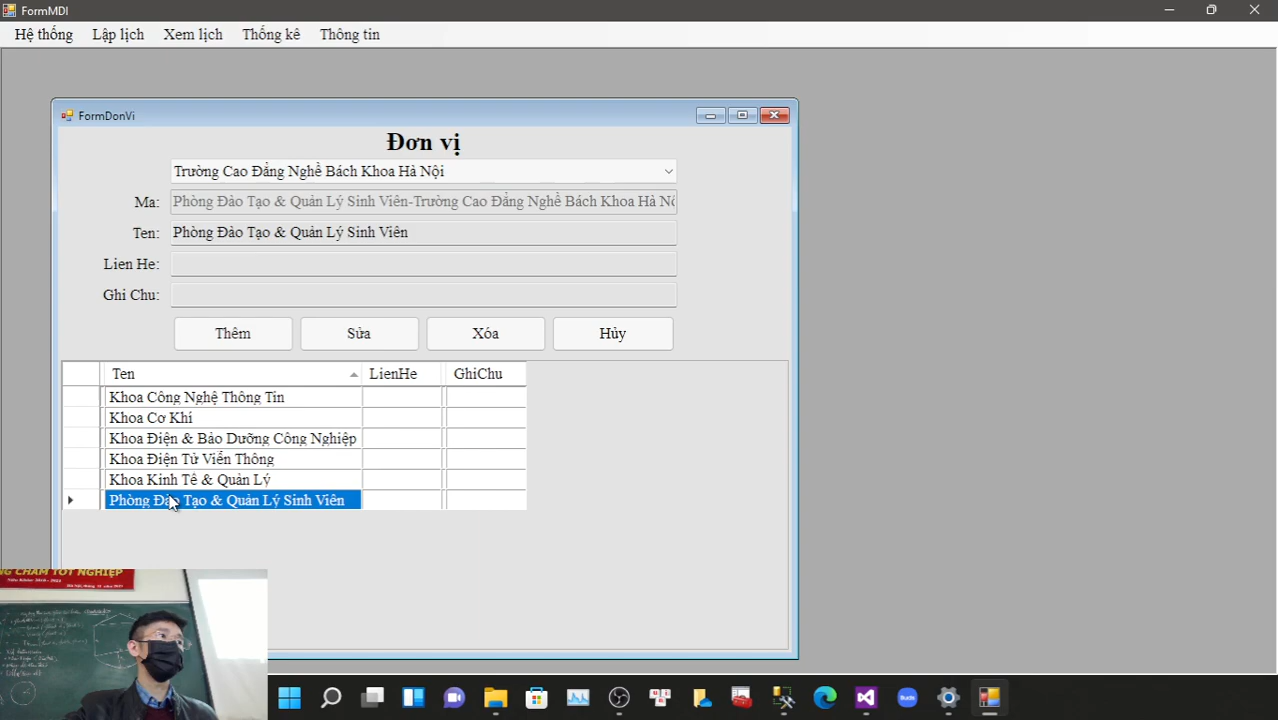 FormMDI
Hệ thống Lập lịch Xem lịch Thống kê Thông tin
FormDonVi
Đơn vị
Trường Cao Đẳng Nghề Bách Khoa Hà Nội
Ma: Phòng Đào Tạo & Quản Lý Sinh Viên-Trường Cao Đẳng Nghề Bách Khoa Hà Nộ
Ten: Phòng Đào Tạo & Quản Lý Sinh Viên
Lien He:
Ghi Chu:
Thêm Sửa Xóa Hủy
Ten LienHe GhiChu
Khoa Công Nghệ Thông Tin
Khoa Cơ Khí
Khoa Điện & Bảo Dưỡng Công Nghiệp
Khoa Điện Tử Viễn Thông
Khoa Kinh Tế & Quản Lý
Phòng Đào Tạo & Quản Lý Sinh Viên
NG CHẤM TỐT NGHIỆP